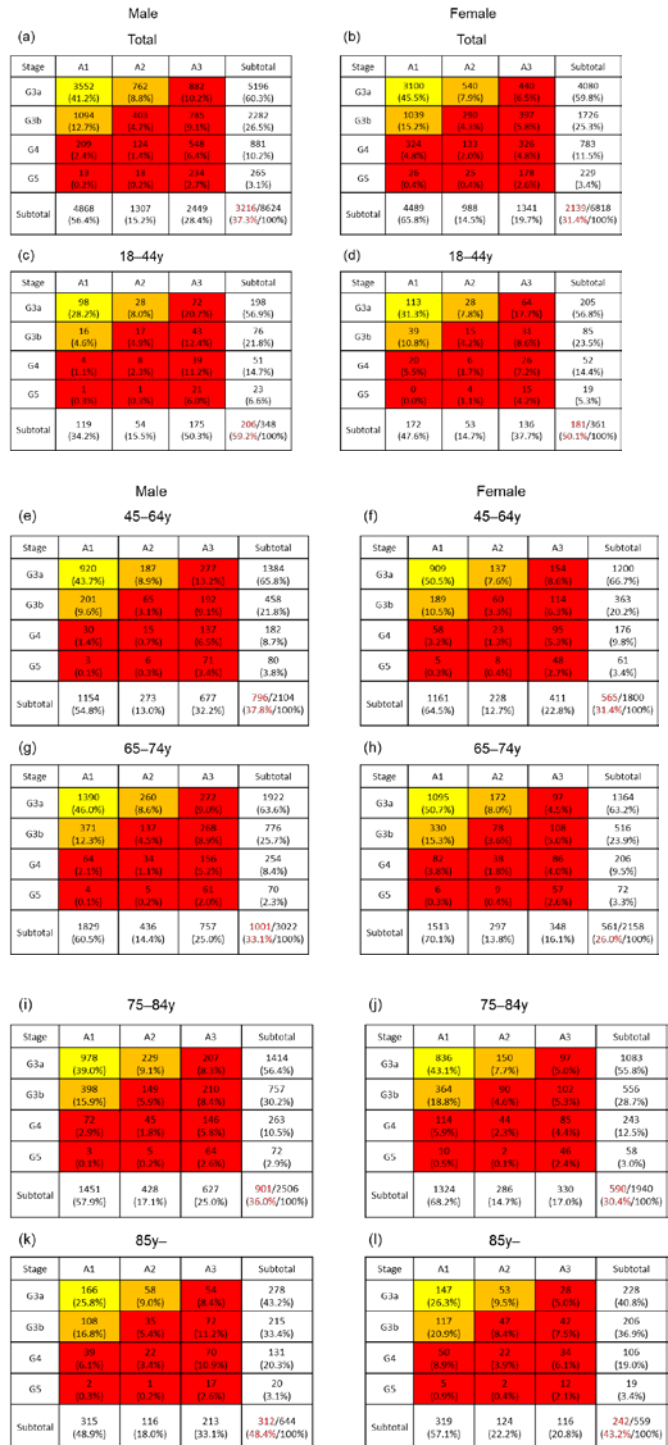 Male
(a)
Total
Stage A1 A2 A3 Subtotal
G3a 3552 762 882 5196
(41.2%) (8.8%) (10.2%) (60.3%)
G3b 1094 403 785 2282
(12.7%) (4.7%) (9.1%) (26.5%)
G4 209 124 548 881
(2.4%) (1.4%) (6.4%) (10.2%)
G5 13 18 234 265
(0.2%) (0.2%) (2.7%) (3.1%)
Subtotal 4868 1307 2449 3216/8624
(56.4%) (15.2%) (28.4%) (37.3%/100%)
Female
(b)
Total
Stage A1 A2 A3 Subtotal
G3a 3100 540 440 4080
(45.5%) (7.9%) (6.5%) (59.8%)
G3b 1039 290 397 1726
(15.2%) (4.3%) (5.8%) (25.3%)
G4 324 133 326 783
(4.8%) (2.0%) (4.8%) (11.5%)
G5 26 25 178 229
(0.4%) (0.4%) (2.6%) (3.4%)
Subtotal 4489 988 1341 2139/6818
(65.8%) (14.5%) (19.7%) (31.4%/100%)
(c)
18–44y
Stage A1 A2 A3 Subtotal
G3a 98 28 72 198
(28.2%) (8.0%) (20.7%) (56.9%)
G3b 16 17 43 76
(4.6%) (4.9%) (12.4%) (21.8%)
G4 4 8 39 51
(1.1%) (2.3%) (11.2%) (14.7%)
G5 1 1 21 23
(0.3%) (0.3%) (6.0%) (6.6%)
Subtotal 119 54 175 206/348
(34.2%) (15.5%) (50.3%) (59.2%/100%)
(d)
18–44y
Stage A1 A2 A3 Subtotal
G3a 113 28 64 205
(31.3%) (7.8%) (17.7%) (56.8%)
G3b 39 15 31 85
(10.8%) (4.2%) (8.6%) (23.5%)
G4 20 6 26 52
(5.5%) (1.7%) (7.2%) (14.4%)
G5 0 4 15 19
(0.0%) (1.1%) (4.2%) (5.3%)
Subtotal 172 53 136 181/361
(47.6%) (14.7%) (37.7%) (50.1%/100%)
Male
(e)
45–64y
Stage A1 A2 A3 Subtotal
G3a 920 187 277 1384
(43.7%) (8.9%) (13.2%) (65.8%)
G3b 201 65 192 458
(9.6%) (3.1%) (9.1%) (21.8%)
G4 30 15 137 182
(1.4%) (0.7%) (6.5%) (8.7%)
G5 3 6 71 80
(0.1%) (0.3%) (3.4%) (3.8%)
Subtotal 1154 273 677 796/2104
(54.8%) (13.0%) (32.2%) (37.8%/100%)
Female
(f)
45–64y
Stage A1 A2 A3 Subtotal
G3a 909 137 154 1200
(50.5%) (7.6%) (8.6%) (66.7%)
G3b 189 60 114 363
(10.5%) (3.3%) (6.3%) (20.2%)
G4 58 23 95 176
(3.2%) (1.3%) (5.3%) (9.8%)
G5 5 8 48 61
(0.3%) (0.4%) (2.7%) (3.4%)
Subtotal 1161 228 411 565/1800
(64.5%) (12.7%) (22.8%) (31.4%/100%)
(g)
65–74y
Stage A1 A2 A3 Subtotal
G3a 1390 260 272 1922
(46.0%) (8.6%) (9.0%) (63.6%)
G3b 371 137 268 776
(12.3%) (4.5%) (8.9%) (25.7%)
G4 64 34 156 254
(2.1%) (1.1%) (5.2%) (8.4%)
G5 4 5 61 70
(0.1%) (0.2%) (2.0%) (2.3%)
Subtotal 1829 436 757 1001/3022
(60.5%) (14.4%) (25.0%) (33.1%/100%)
(h)
65–74y
Stage A1 A2 A3 Subtotal
G3a 1095 172 97 1364
(50.7%) (8.0%) (4.5%) (63.2%)
G3b 330 78 108 516
(15.3%) (3.6%) (5.0%) (23.9%)
G4 82 38 86 206
(3.8%) (1.8%) (4.0%) (9.5%)
G5 6 9 57 72
(0.3%) (0.4%) (2.6%) (3.3%)
Subtotal 1513 297 348 561/2158
(70.1%) (13.8%) (16.1%) (26.0%/100%)
(i)
75–84y
Stage A1 A2 A3 Subtotal
G3a 978 229 207 1414
(39.0%) (9.1%) (8.3%) (56.4%)
G3b 398 149 210 757
(15.9%) (5.9%) (8.4%) (30.2%)
G4 72 45 146 263
(2.9%) (1.8%) (5.8%) (10.5%)
G5 3 5 64 72
(0.1%) (0.2%) (2.6%) (2.9%)
Subtotal 1451 428 627 901/2506
(57.9%) (17.1%) (25.0%) (36.0%/100%)
(j)
75–84y
Stage A1 A2 A3 Subtotal
G3a 836 150 97 1083
(43.1%) (7.7%) (5.0%) (55.8%)
G3b 364 90 102 556
(18.8%) (4.6%) (5.3%) (28.7%)
G4 114 44 85 243
(5.9%) (2.3%) (4.4%) (12.5%)
G5 10 2 46 58
(0.5%) (0.1%) (2.4%) (3.0%)
Subtotal 1324 286 330 590/1940
(68.2%) (14.7%) (17.0%) (30.4%/100%)
(k)
85y–
Stage A1 A2 A3 Subtotal
G3a 166 58 54 278
(25.8%) (9.0%) (8.4%) (43.2%)
G3b 108 35 72 215
(16.8%) (5.4%) (11.2%) (33.4%)
G4 39 22 70 131
(6.1%) (3.4%) (10.9%) (20.3%)
G5 2 1 17 20
(0.3%) (0.2%) (2.6%) (3.1%)
Subtotal 315 116 213 312/644
(48.9%) (18.0%) (33.1%) (48.4%/100%)
(l)
85y–
Stage A1 A2 A3 Subtotal
G3a 147 53 28 228
(26.3%) (9.5%) (5.0%) (40.8%)
G3b 117 47 42 206
(20.9%) (8.4%) (7.5%) (36.9%)
G4 50 22 34 106
(8.9%) (3.9%) (6.1%) (19.0%)
G5 5 2 12 19
(0.9%) (0.4%) (2.1%) (3.4%)
Subtotal 319 124 116 242/559
(57.1%) (22.2%) (20.8%) (43.2%/100%)